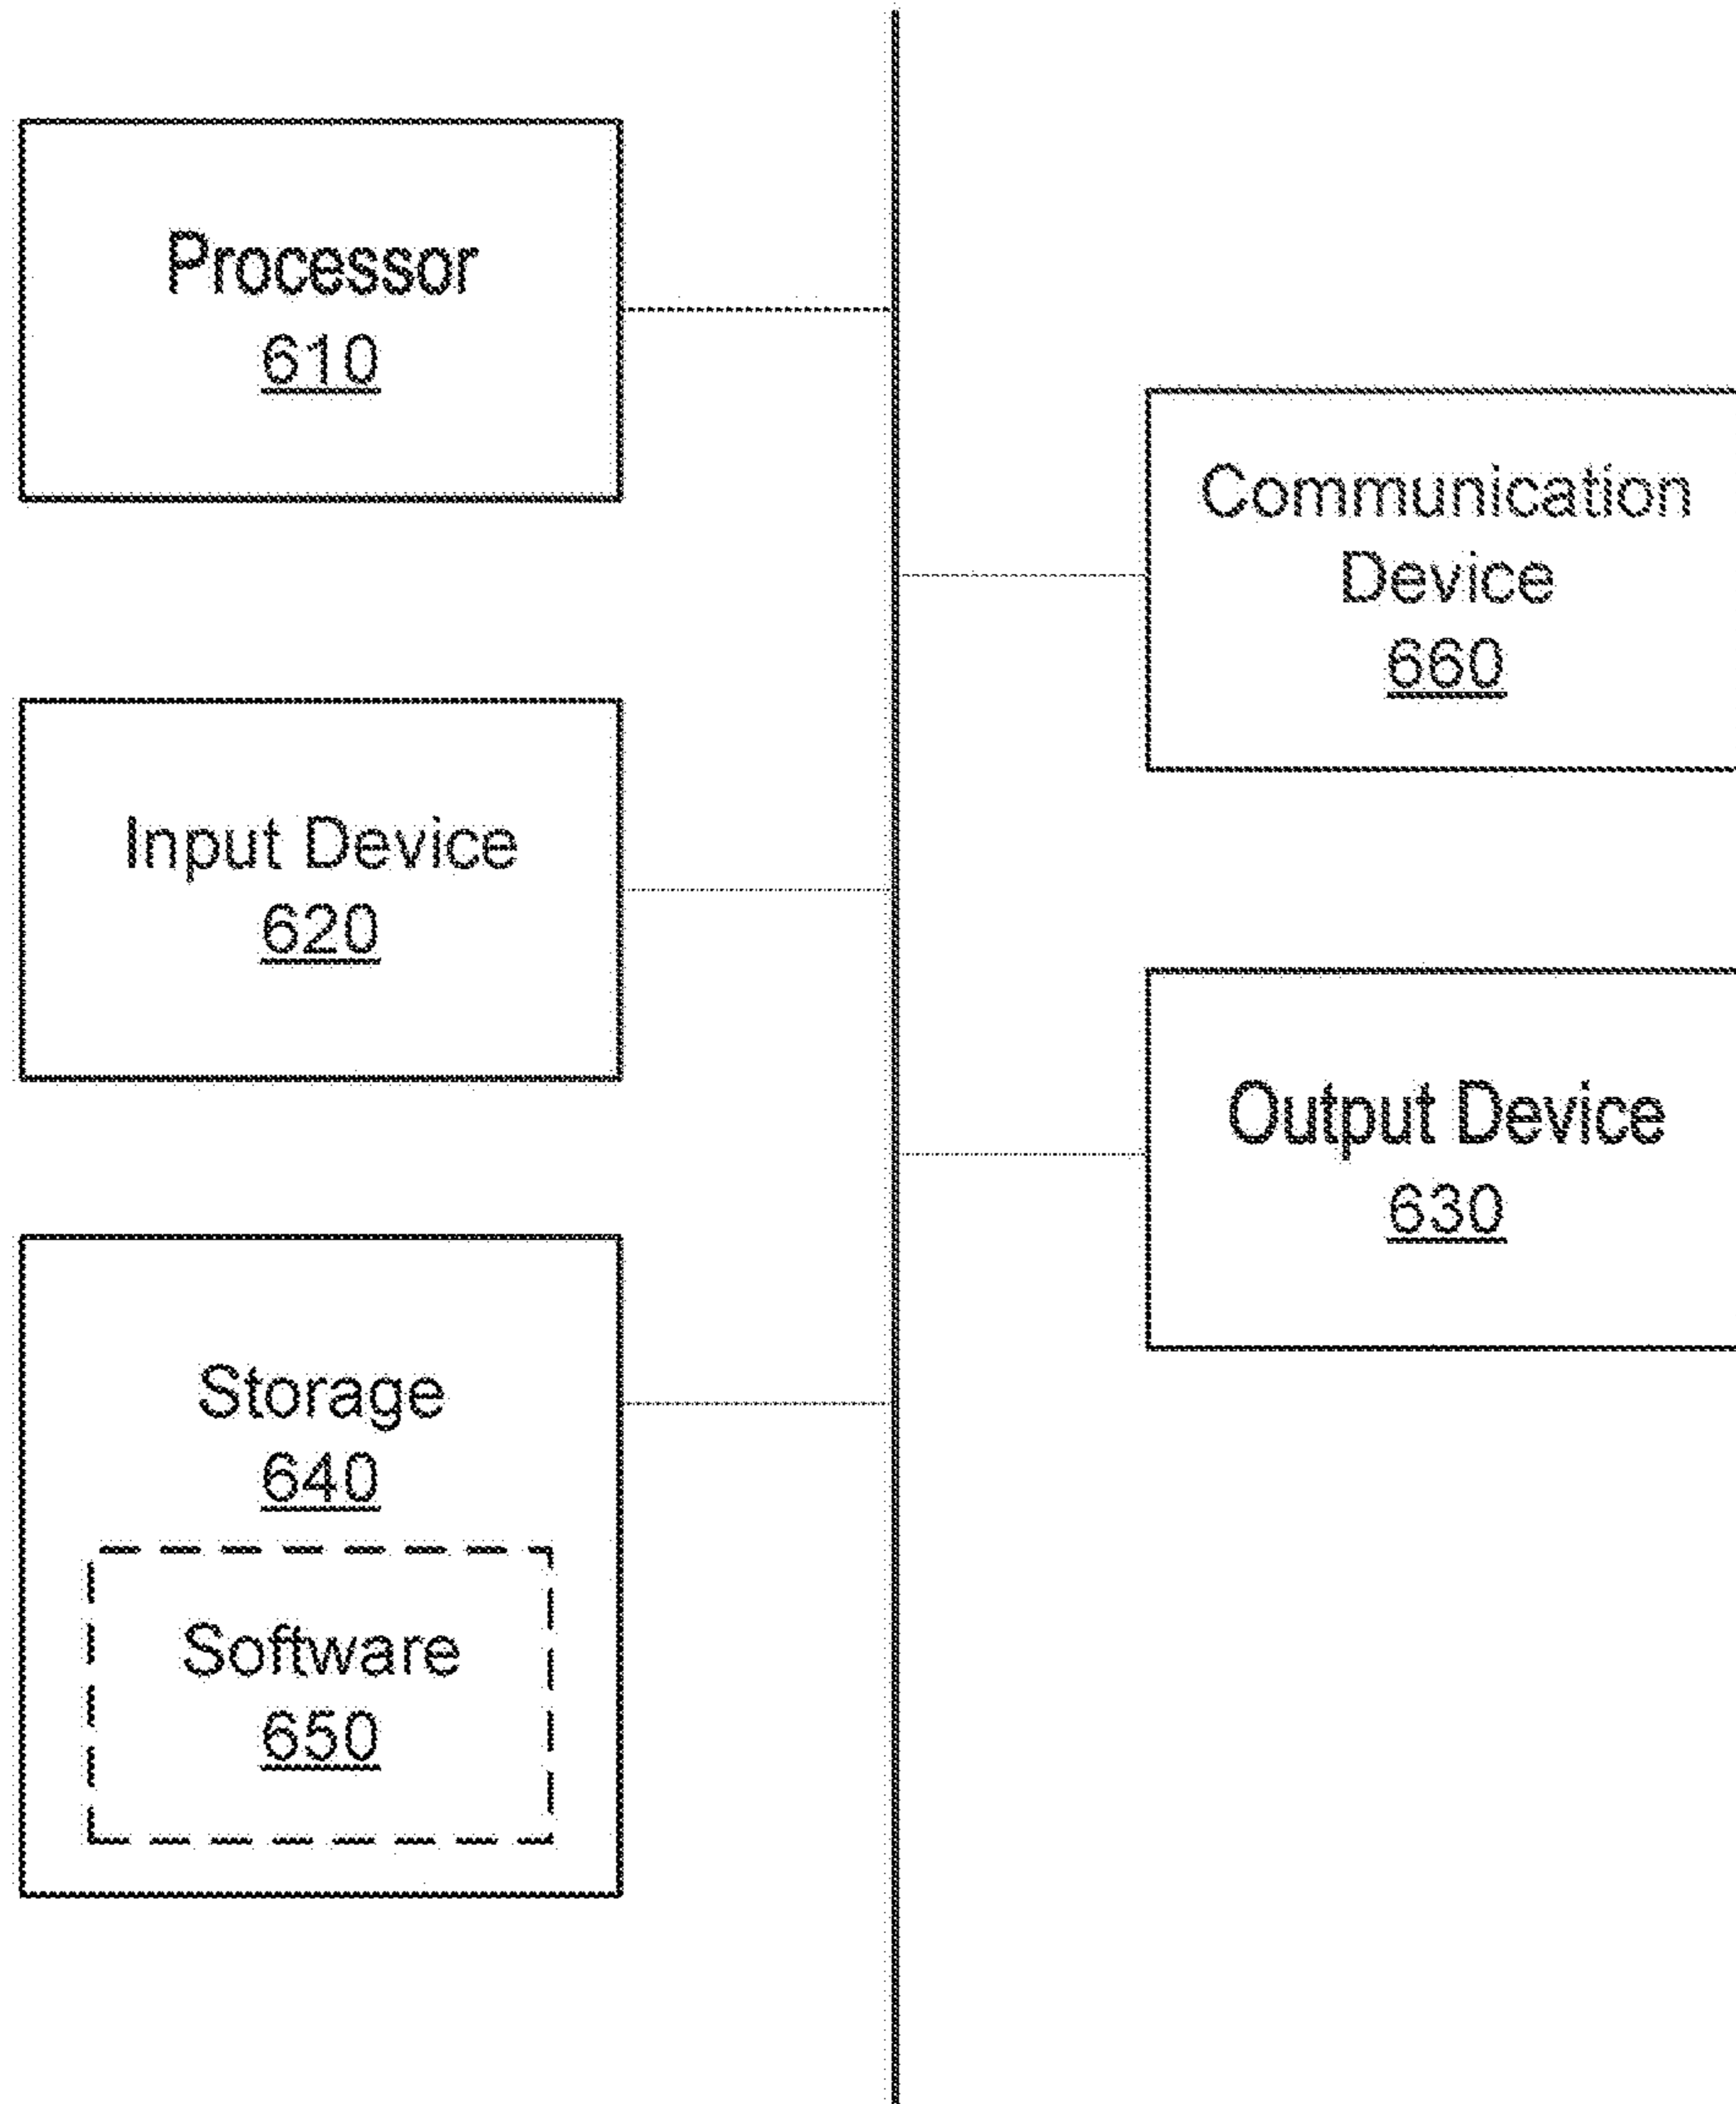 Processor
610
Communication
Device
660
Input Device
620
Output Device
630
Storage
640
Software
650